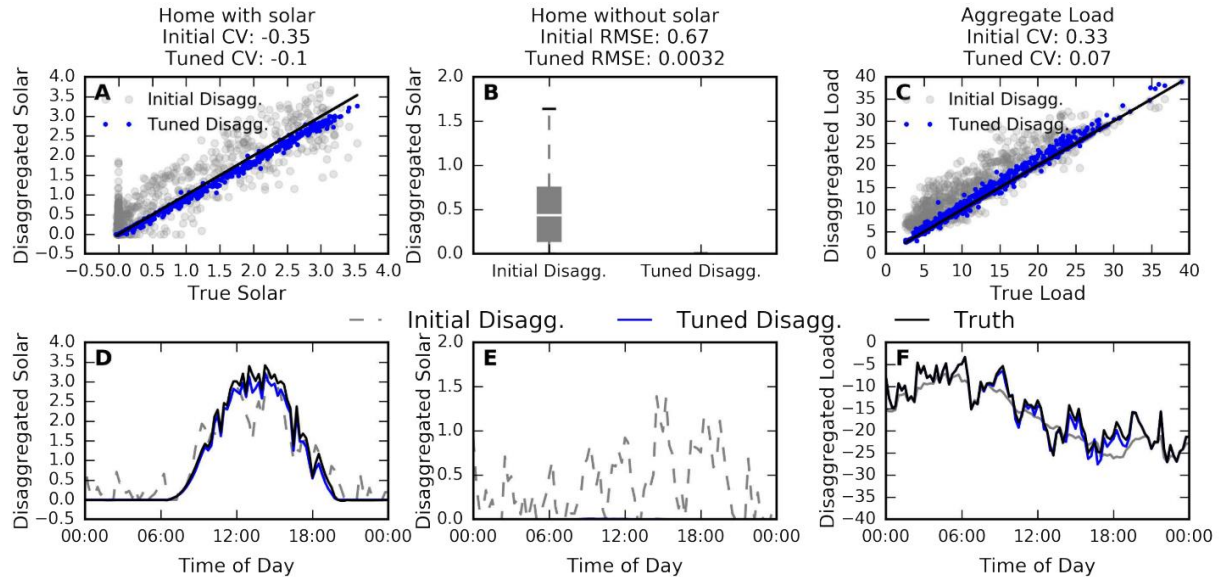 Home with solar
Initial CV: -0.35
Tuned CV: -0.1
Home without solar
Initial RMSE: 0.67
Tuned RMSE: 0.0032
Aggregate Load
Initial CV: 0.33
Tuned CV: 0.07
Disaggregated Solar
4.0
3.5
3.0
2.5
2.0
1.5
1.0
0.5
0.0
−0.5
A
Initial Disagg.
Tuned Disagg.
−0.50.0 0.5 1.0 1.5 2.0 2.5 3.0 3.5 4.0
True Solar
Disaggregated Solar
2.0
1.5
1.0
0.5
0.0
B
Initial Disagg. Tuned Disagg.
Disaggregated Load
40
35
30
25
20
15
10
5
0
C
Initial Disagg.
Tuned Disagg.
0 5 10 15 20 25 30 35 40
True Load
Initial Disagg. Tuned Disagg. Truth
Disaggregated Solar
4.0
3.5
3.0
2.5
2.0
1.5
1.0
0.5
0.0
−0.5
D
00:00 06:00 12:00 18:00 00:00
Time of Day
Disaggregated Solar
2.0
1.5
1.0
0.5
0.0
E
00:00 06:00 12:00 18:00 00:00
Time of Day
Disaggregated Load
0
−5
−10
−15
−20
−25
−30
−35
−40
F
00:00 06:00 12:00 18:00 00:00
Time of Day